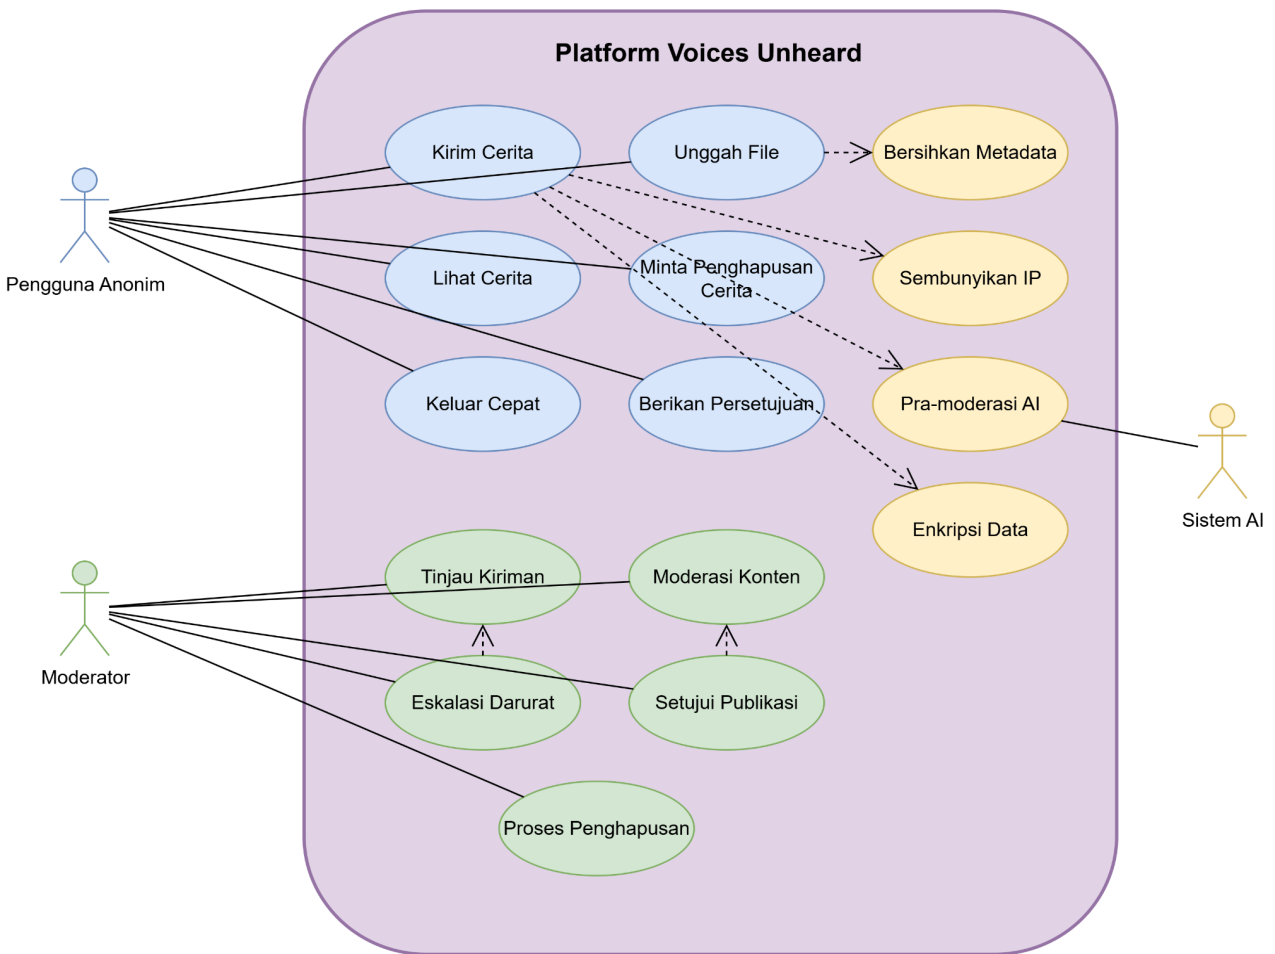 Platform Voices Unheard
Kirim Cerita
Unggah File
Bersihkan Metadata
Pengguna Anonim
Lihat Cerita
Minta Penghapusan
Cerita
Sembunyikan IP
Keluar Cepat
Berikan Persetujuan
Pra-moderasi AI
Sistem AI
Enkripsi Data
Tinjau Kiriman
Moderasi Konten
Moderator
Eskalasi Darurat
Setujui Publikasi
Proses Penghapusan